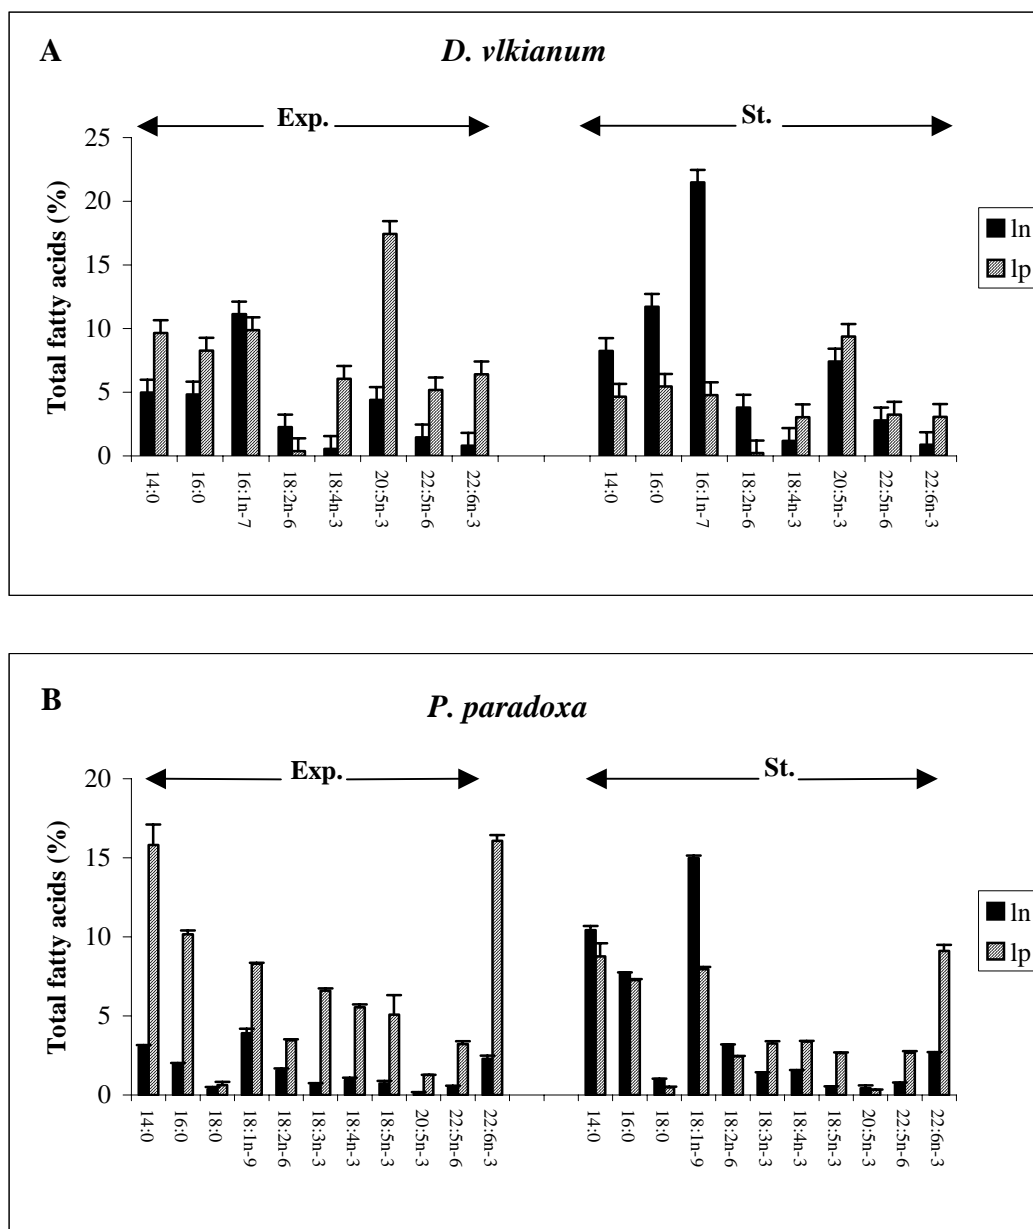 A
D. vlkianum
Exp.
St.
Total fatty acids (%)
25
20
15
10
5
0
14:0
16:0
16:1n-7
18:2n-6
18:4n-3
20:5n-3
22:5n-6
22:6n-3
14:0
16:0
16:1n-7
18:2n-6
18:4n-3
20:5n-3
22:5n-6
22:6n-3
ln
lp
B
P. paradoxa
Exp.
St.
Total fatty acids (%)
20
15
10
5
0
14:0
16:0
18:0
18:1n-9
18:2n-6
18:3n-3
18:4n-3
18:5n-3
20:5n-3
22:5n-6
22:6n-3
14:0
16:0
18:0
18:1n-9
18:2n-6
18:3n-3
18:4n-3
18:5n-3
20:5n-3
22:5n-6
22:6n-3
ln
lp